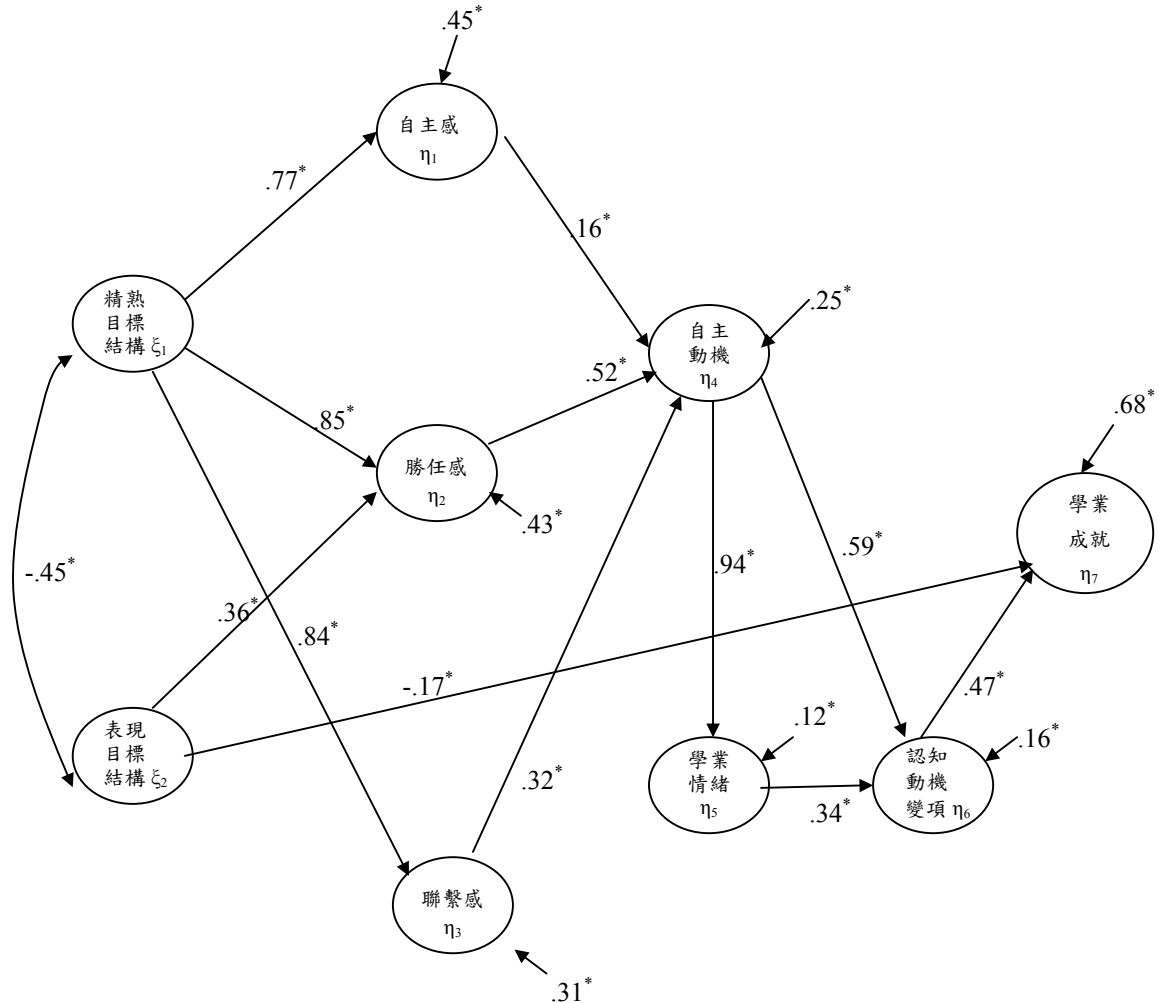 .45*
自主感
η1
.77*
.16*
精熟
目標
結構 ξ1
.25*
自主
動機
η4
.52*
.85*
.68*
勝任感
η2
學業
成就
η7
.43*
.59*
.94*
-.45*
.36*
.84*
-.17*
.47*
表現
目標
結構 ξ2
.12*
.16*
學業
情緒
η5
認知
動機
變項 η6
.32*
.34*
聯繫感
η3
.31*